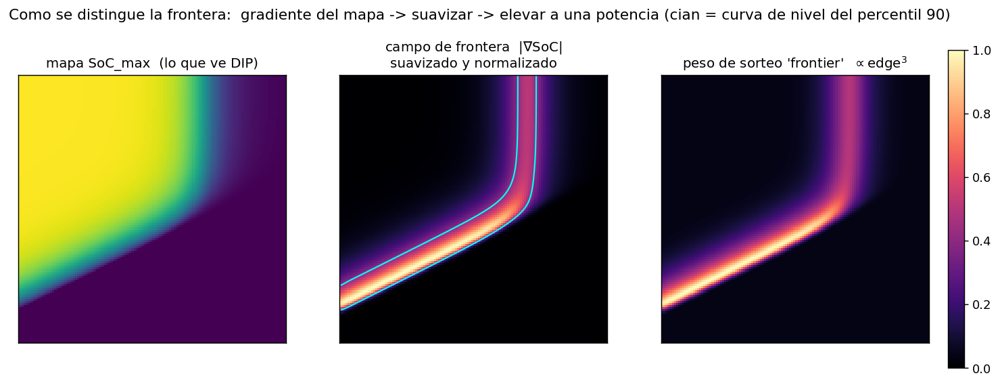 Como se distingue la frontera:  gradiente del mapa -> suavizar -> elevar a una potencia (cian = curva de nivel del percentil 90)
mapa SoC_max  (lo que ve DIP)
campo de frontera  |∇SoC|
suavizado y normalizado
peso de sorteo 'frontier'  ∝ edge³
1.0
0.8
0.6
0.4
0.2
0.0